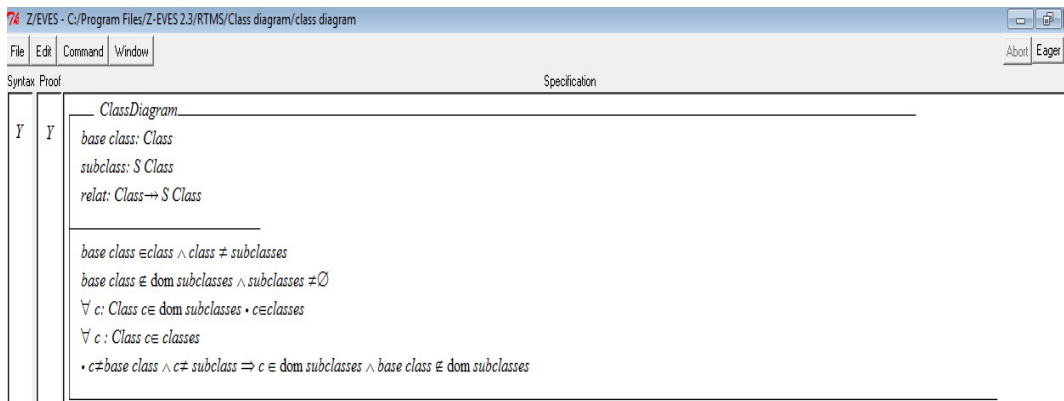 Z/EVES - C:/Program Files/Z-EVES 2.3/RTMS/Class diagram/class diagram
File Edit Command Window Abort Eager
Syntax Proof Specification
ClassDiagram
Y Y
base class: Class
subclass: S Class
relat: Class⇸ S Class
base class ∈class ∧ class ≠ subclasses
base class ∉ dom subclasses ∧ subclasses ≠∅
∀ c: Class c∈ dom subclasses • c∈classes
∀ c : Class c∈ classes
• c≠base class ∧ c≠ subclass ⇒ c ∈ dom subclasses ∧ base class ∉ dom subclasses